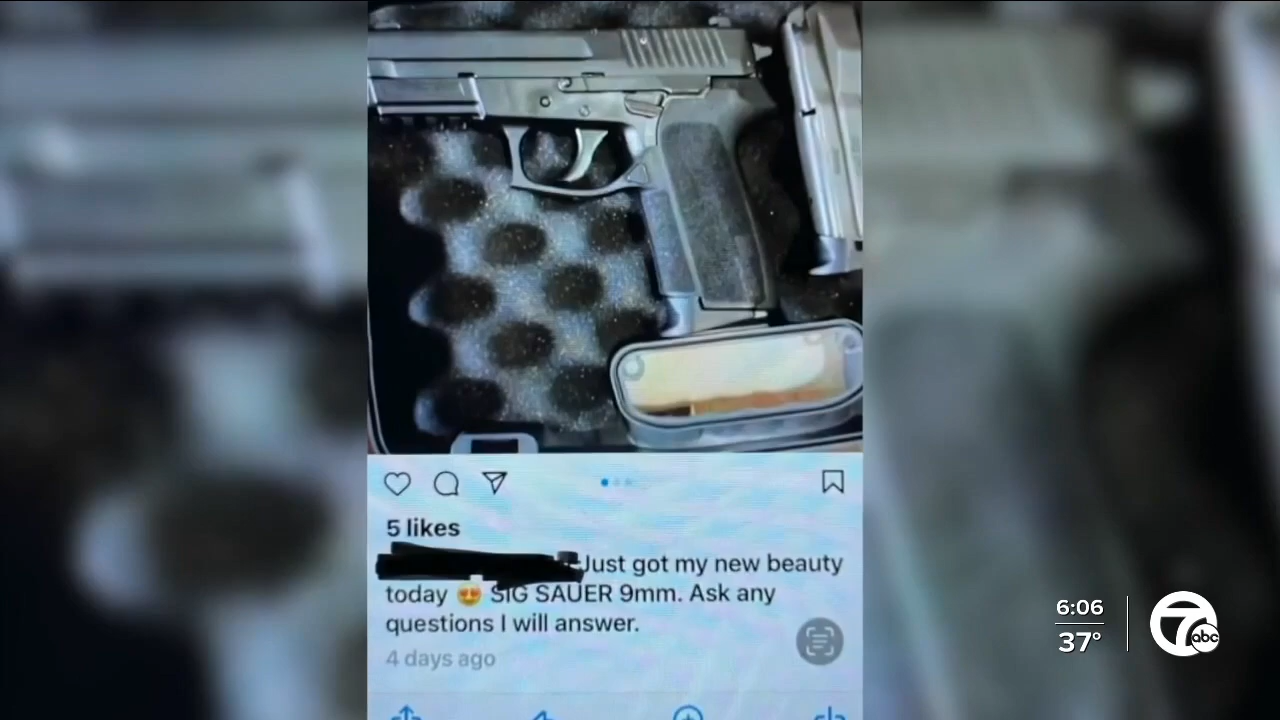 5 likes
Just got my new beauty
today 😍 SIG SAUER 9mm. Ask any
questions I will answer.
4 days ago
6:06
37°
7 abc